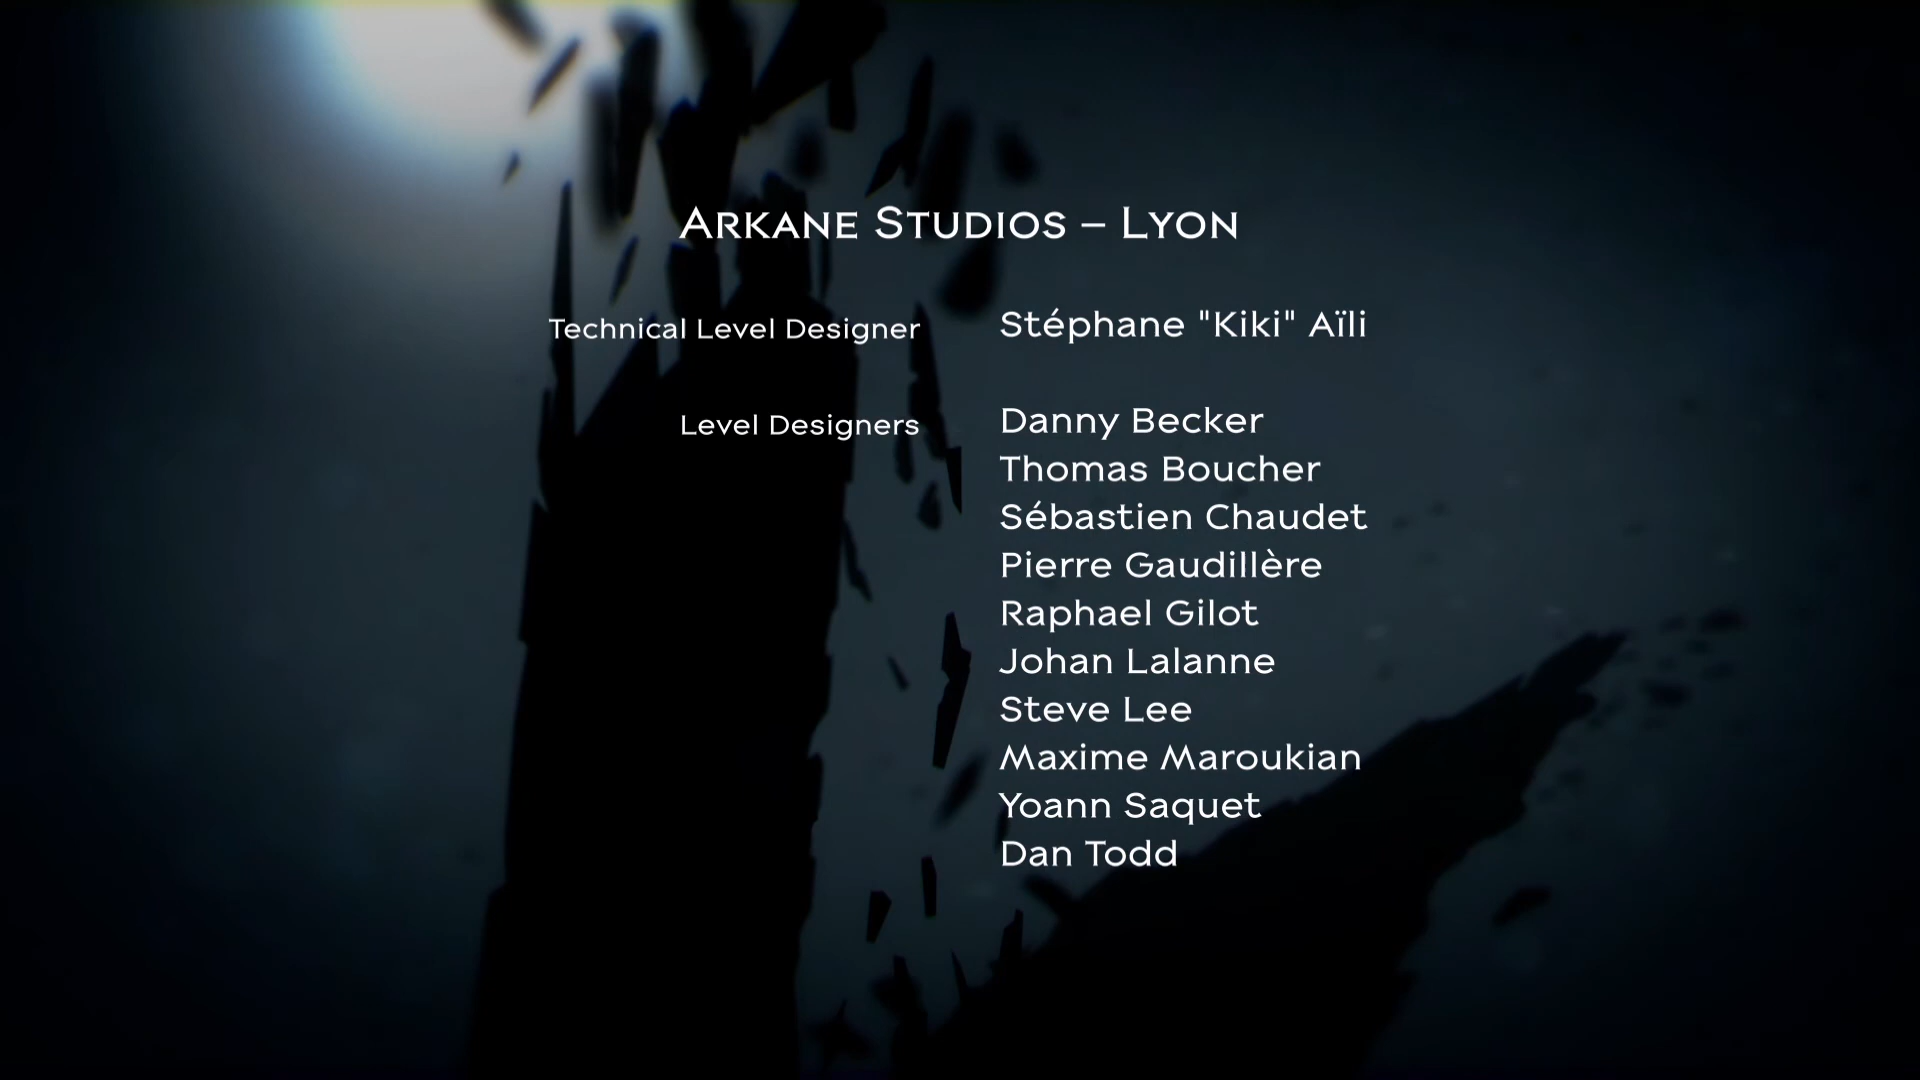 Arkane Studios – Lyon
Technical Level Designer Stéphane "Kiki" Aïli
Level Designers Danny Becker
Thomas Boucher
Sébastien Chaudet
Pierre Gaudillère
Raphael Gilot
Johan Lalanne
Steve Lee
Maxime Maroukian
Yoann Saquet
Dan Todd